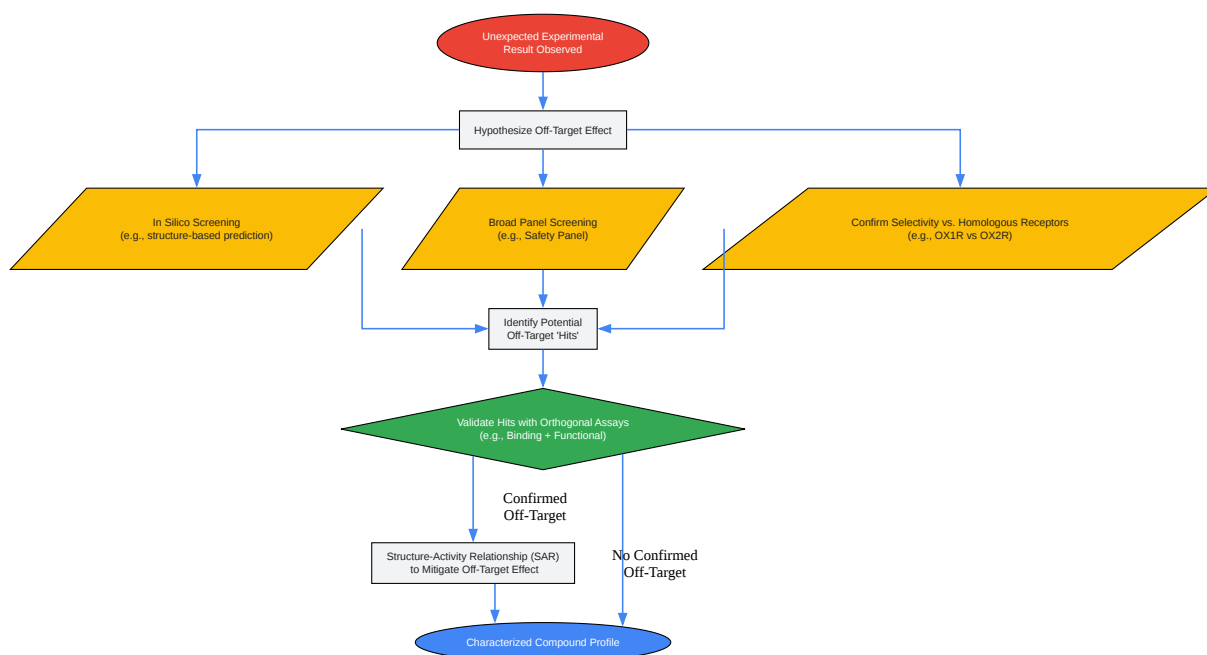 Unexpected Experimental
Result Observed
Hypothesize Off-Target Effect
In Silico Screening
(e.g., structure-based prediction)
Broad Panel Screening
(e.g., Safety Panel)
Confirm Selectivity vs. Homologous Receptors
(e.g., OX1R vs OX2R)
Identify Potential
Off-Target 'Hits'
Validate Hits with Orthogonal Assays
(e.g., Binding + Functional)
Confirmed
Off-Target
No Confirmed
Off-Target
Structure-Activity Relationship (SAR)
to Mitigate Off-Target Effect
Characterized Compound Profile